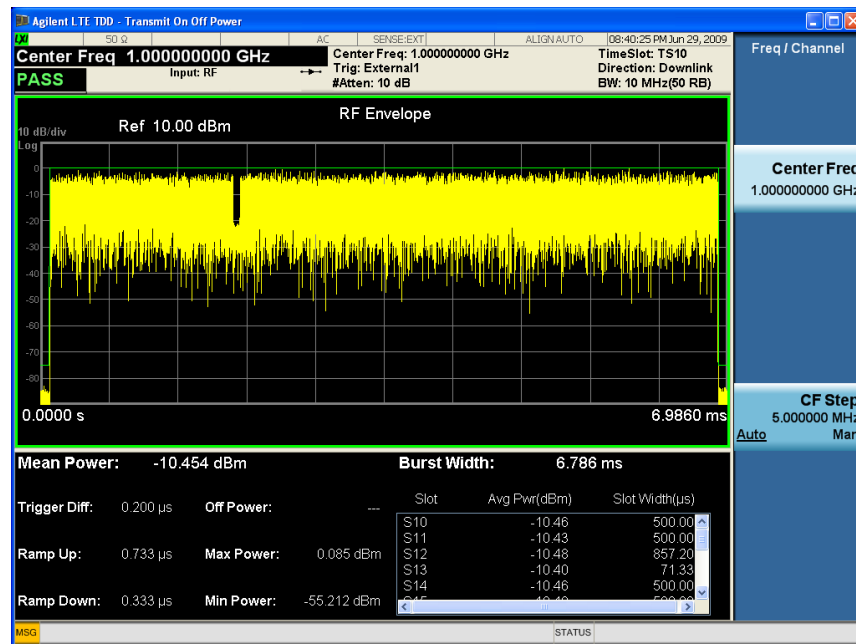 Agilent LTE TDD - Transmit On Off Power
LXI 50 Ω AC SENSE:EXT ALIGN AUTO 08:40:25 PM Jun 29, 2009
Center Freq 1.000000000 GHz
Center Freq: 1.000000000 GHz
TimeSlot: TS10
Input: RF
Trig: External1
Direction: Downlink
PASS
#Atten: 10 dB
BW: 10 MHz(50 RB)
RF Envelope
10 dB/div
Ref 10.00 dBm
Log
0
-10
-20
-30
-40
-50
-60
-70
-80
0.0000 s
6.9860 ms
Mean Power: -10.454 dBm
Burst Width: 6.786 ms
Trigger Diff: 0.200 µs
Off Power: ---
Ramp Up: 0.733 µs
Max Power: 0.085 dBm
Ramp Down: 0.333 µs
Min Power: -55.212 dBm
Slot Avg Pwr(dBm) Slot Width(µs)
S10 -10.46 500.00
S11 -10.43 500.00
S12 -10.48 857.20
S13 -10.40 71.33
S14 -10.46 500.00
MSG
STATUS
Freq / Channel
Center Freq
1.000000000 GHz
CF Step
5.000000 MHz
Auto Man